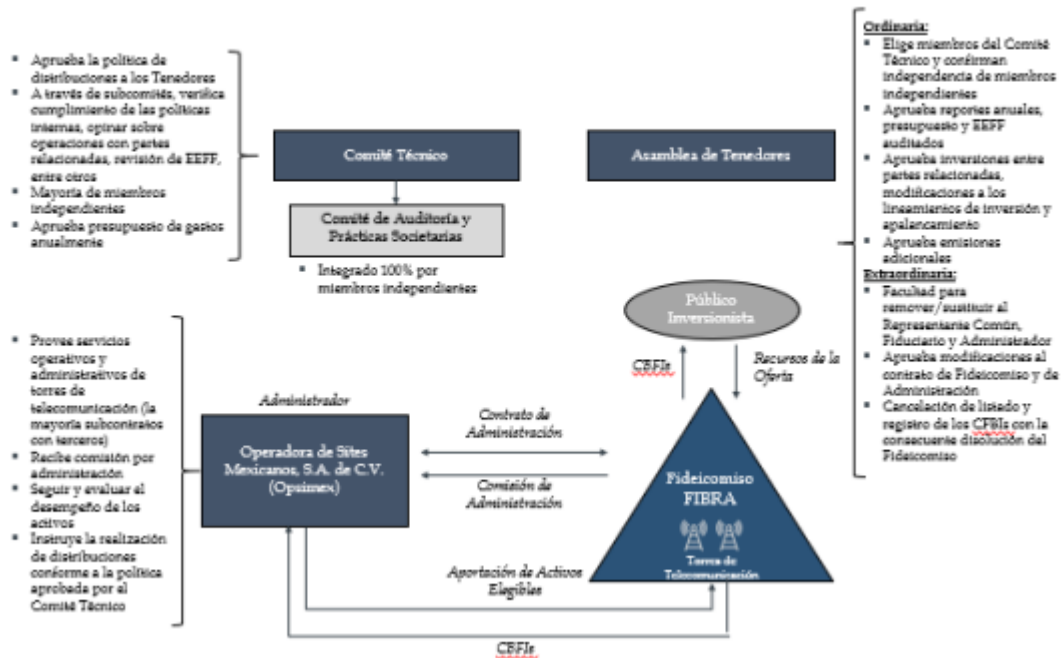 ▪ Aprueba la política de
distribuciones a los Tenedores
▪ A través de subcomités, verifica
cumplimiento de las políticas
internas, opinar sobre
operaciones con partes
relacionadas, revisión de EEFF,
entre otros
▪ Mayoría de miembros
independientes
▪ Aprueba presupuesto de gastos
anualmente
Comité Técnico
Comité de Auditoría y
Prácticas Societarias
▪ Integrado 100% por
miembros independientes
Asamblea de Tenedores
Ordinaria:
▪ Elige miembros del Comité
Técnico y confirman
independencia de miembros
independientes
▪ Aprueba reportes anuales,
presupuesto y EEFF
auditados
▪ Aprueba inversiones entre
partes relacionadas,
modificaciones a los
lineamientos de inversión y
apalancamiento
▪ Aprueba emisiones
adicionales
Extraordinaria:
▪ Facultad para
remover/sustituir al
Representante Común,
Fiduciario y Administrador
▪ Aprueba modificaciones al
contrato de Fideicomiso y de
Administración
▪ Cancelación de listado y
registro de los CFBIs con la
consecuente disolución del
Fideicomiso
Público
Inversionista
CBFIs
Recursos de la
Oferta
▪ Provee servicios
operativos y
administrativos de
torres de
telecomunicación (la
mayoría subcontratos
con terceros)
▪ Recibe comisión por
administración
▪ Seguir y evaluar el
desempeño de los
activos
▪ Instruye la realización
de distribuciones
conforme a la política
aprobada por el
Comité Técnico
Administrador
Operadora de Sites
Mexicanos, S.A. de C.V.
(Opsimex)
Contrato de
Administración
Comisión de
Administración
Fideicomiso
FIBRA
Torres de
Telecomunicación
Aportación de Activos
Elegibles
CBFIs